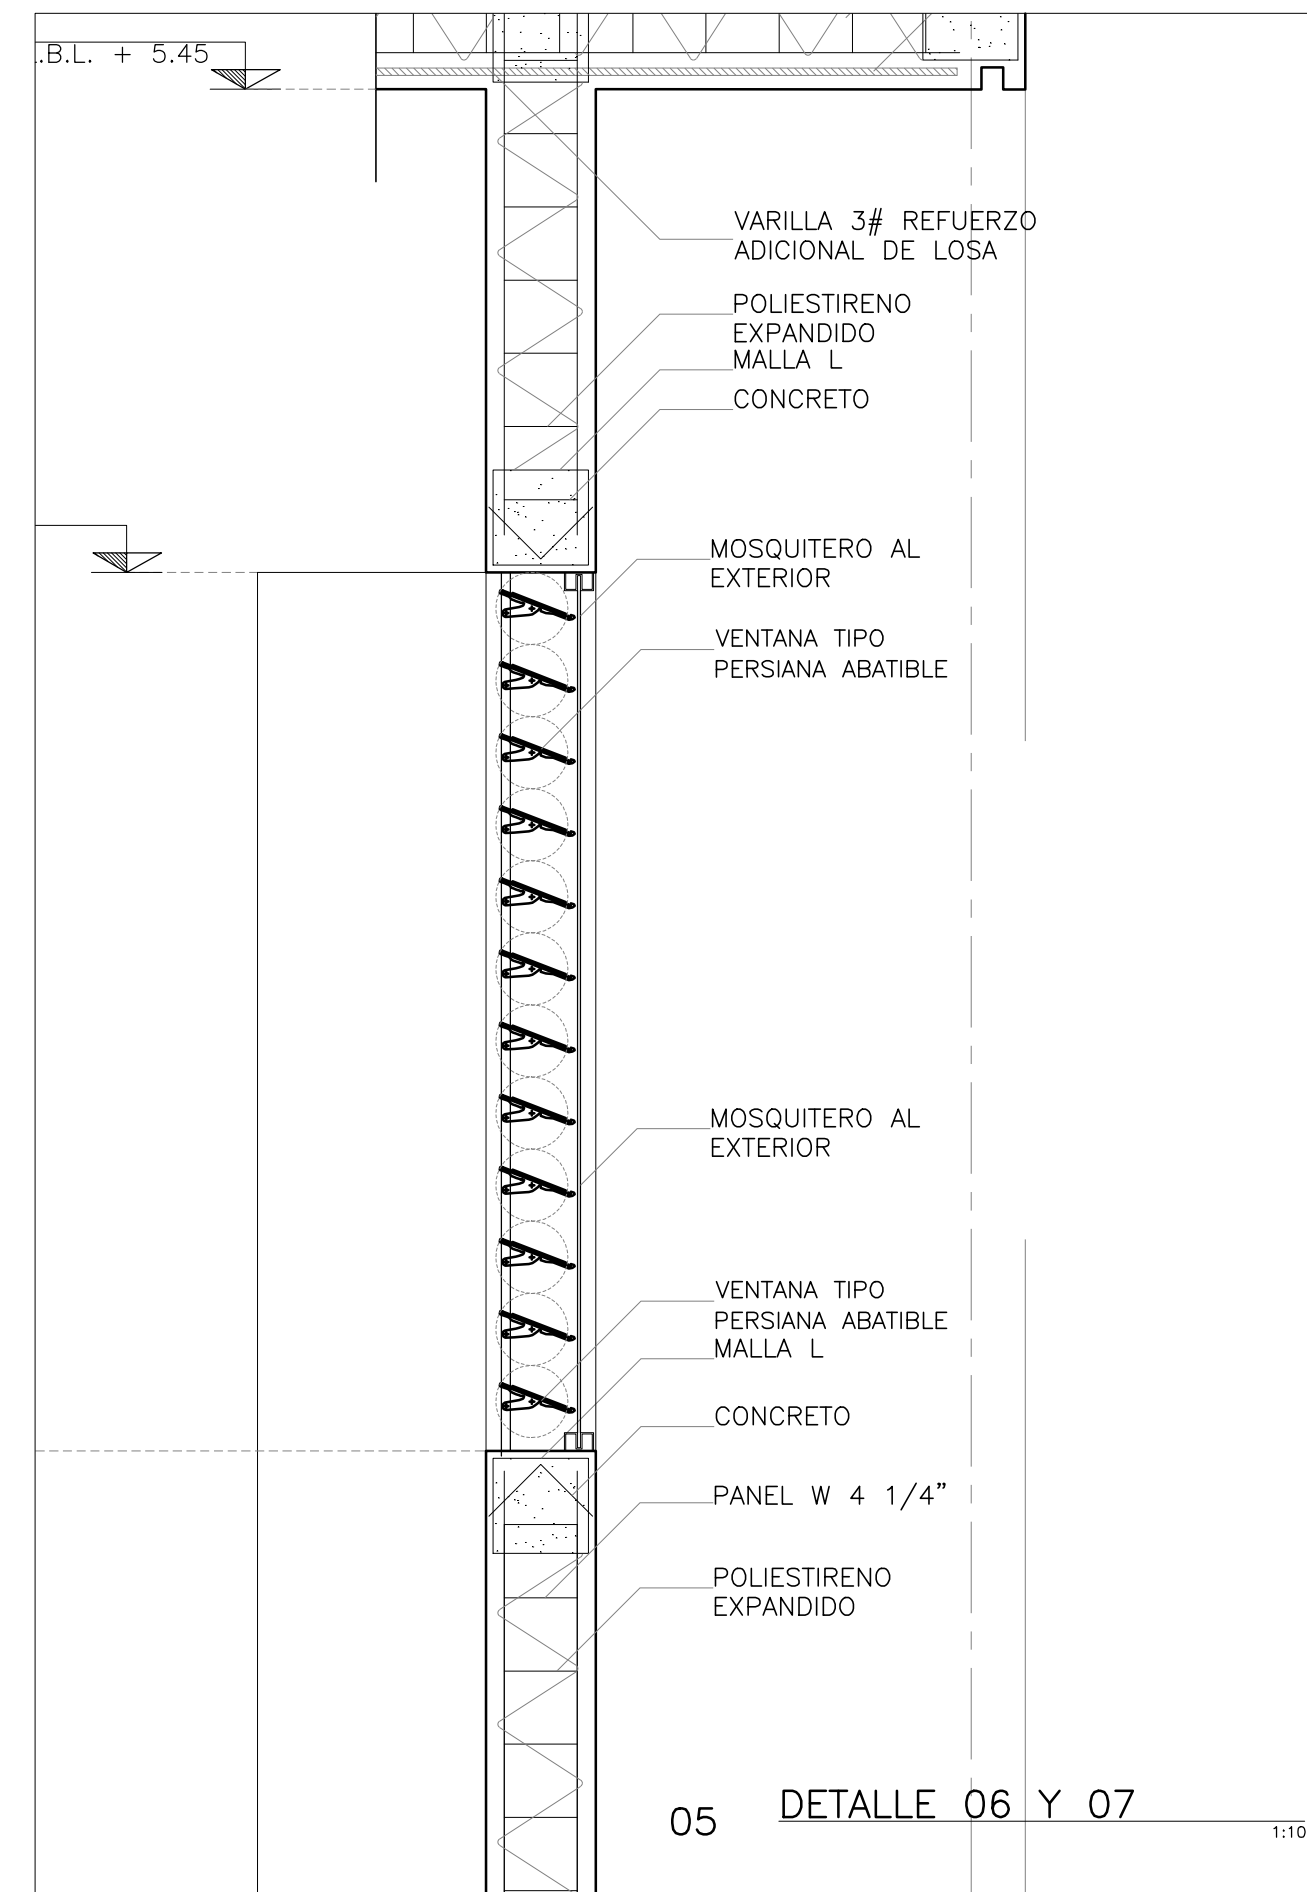 .B.L. + 5.45
VARILLA 3# REFUERZO
ADICIONAL DE LOSA
POLIESTIRENO
EXPANDIDO
MALLA L
CONCRETO
MOSQUITERO AL
EXTERIOR
VENTANA TIPO
PERSIANA ABATIBLE
MOSQUITERO AL
EXTERIOR
VENTANA TIPO
PERSIANA ABATIBLE
MALLA L
CONCRETO
PANEL W 4 1/4”
POLIESTIRENO
EXPANDIDO
05 DETALLE 06 Y 07
1:10